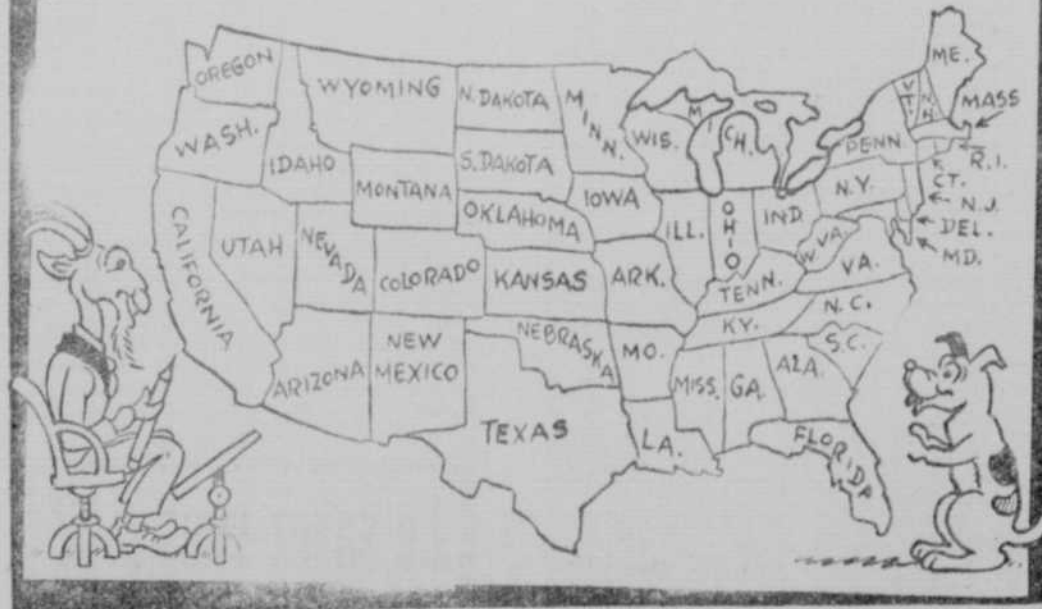 ME.
OREGON
WYOMING
N. DAKOTA
MINN.
V T.
N. H.
MASS
WASH.
WIS.
MICH.
PENN.
R.I.
IDAHO
S. DAKOTA
MONTANA
N.Y.
CT.
N.J.
IOWA
OKLAHOMA
ILL.
OHIO
IND.
DEL.
CALIFORNIA
UTAH
NEVADA
W VA.
MD.
COLORADO
KANSAS
ARK.
VA.
TENN.
N.C.
KY.
NEBRASKA
NEW
MEXICO
MO.
S.C.
ARIZONA
MISS.
GA.
ALA.
TEXAS
LA.
FLORIDA